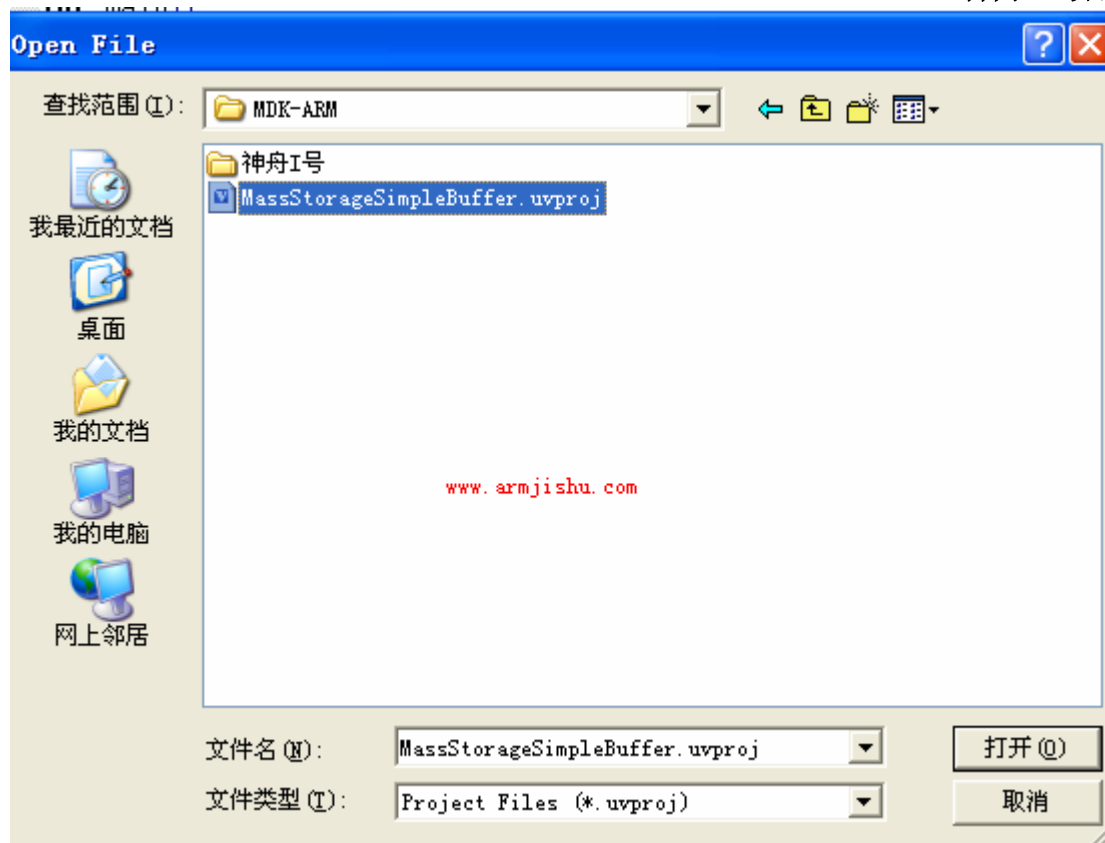 Open File
查找范围(I):
MDK-ARM
神舟I号
MassStorageSimpleBuffer.uvproj
我最近的文档
桌面
我的文档
我的电脑
网上邻居
www.armjishu.com
文件名(N):
MassStorageSimpleBuffer.uvproj
打开(O)
文件类型(T):
Project Files (*.uvproj)
取消